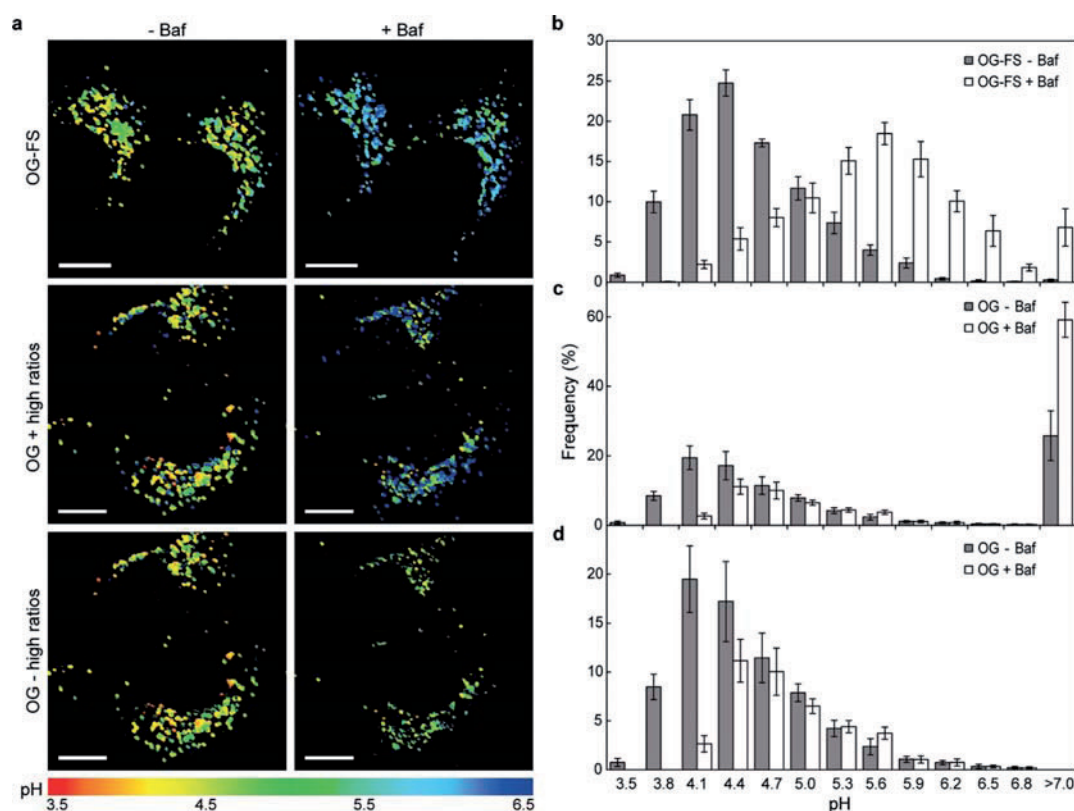 a
- Baf
+ Baf
OG-FS
OG + high ratios
OG - high ratios
pH
3.5
4.5
5.5
6.5
b
30
25
20
15
10
5
0
OG-FS - Baf
OG-FS + Baf
c
60
40
20
0
OG - Baf
OG + Baf
Frequency (%)
d
20
15
10
5
0
OG - Baf
OG + Baf
3.5 3.8 4.1 4.4 4.7 5.0 5.3 5.6 5.9 6.2 6.5 6.8 >7.0
pH